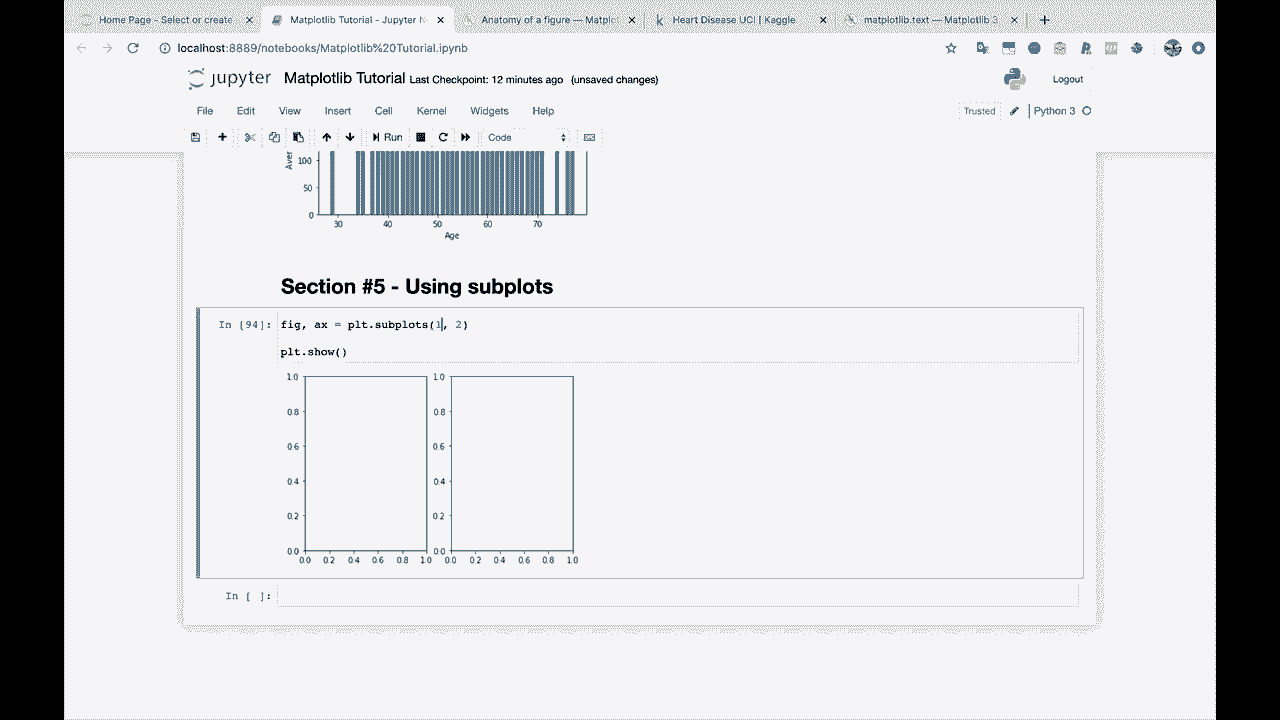 Home Page - Select or create
Matplotlib Tutorial - Jupyter N
Anatomy of a figure — Matplot
Heart Disease UCI | Kaggle
matplotlib.text — Matplotlib 3
localhost:8889/notebooks/Matplotlib%20Tutorial.ipynb
jupyter Matplotlib Tutorial Last Checkpoint: 12 minutes ago (unsaved changes) Logout
File Edit View Insert Cell Kernel Widgets Help Trusted Python 3
Run Code
Aver
100
50
0
30 40 50 60 70
Age
Section #5 - Using subplots
In [94]: fig, ax = plt.subplots(1, 2)
plt.show()
1.0 1.0
0.8 0.8
0.6 0.6
0.4 0.4
0.2 0.2
0.0 0.0
0.0 0.2 0.4 0.6 0.8 1.0 0.0 0.2 0.4 0.6 0.8 1.0
In [ ]: